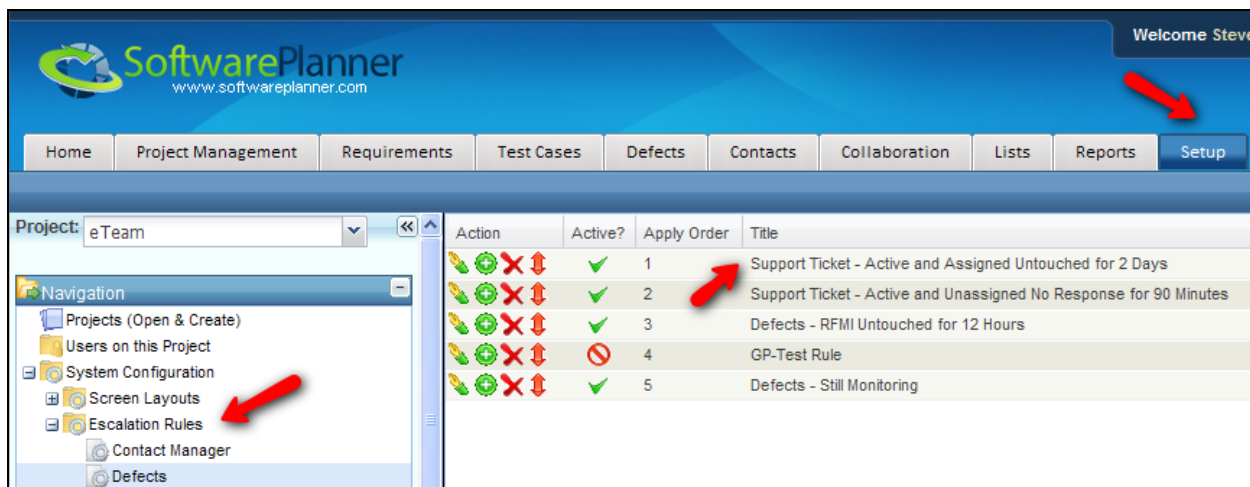 Welcome Steve
SoftwarePlanner
www.softwareplanner.com
Home Project Management Requirements Test Cases Defects Contacts Collaboration Lists Reports Setup
Project: eTeam
Action Active? Apply Order Title
1 Support Ticket - Active and Assigned Untouched for 2 Days
2 Support Ticket - Active and Unassigned No Response for 90 Minutes
3 Defects - RFMI Untouched for 12 Hours
4 GP-Test Rule
5 Defects - Still Monitoring
Navigation
Projects (Open & Create)
Users on this Project
System Configuration
Screen Layouts
Escalation Rules
Contact Manager
Defects